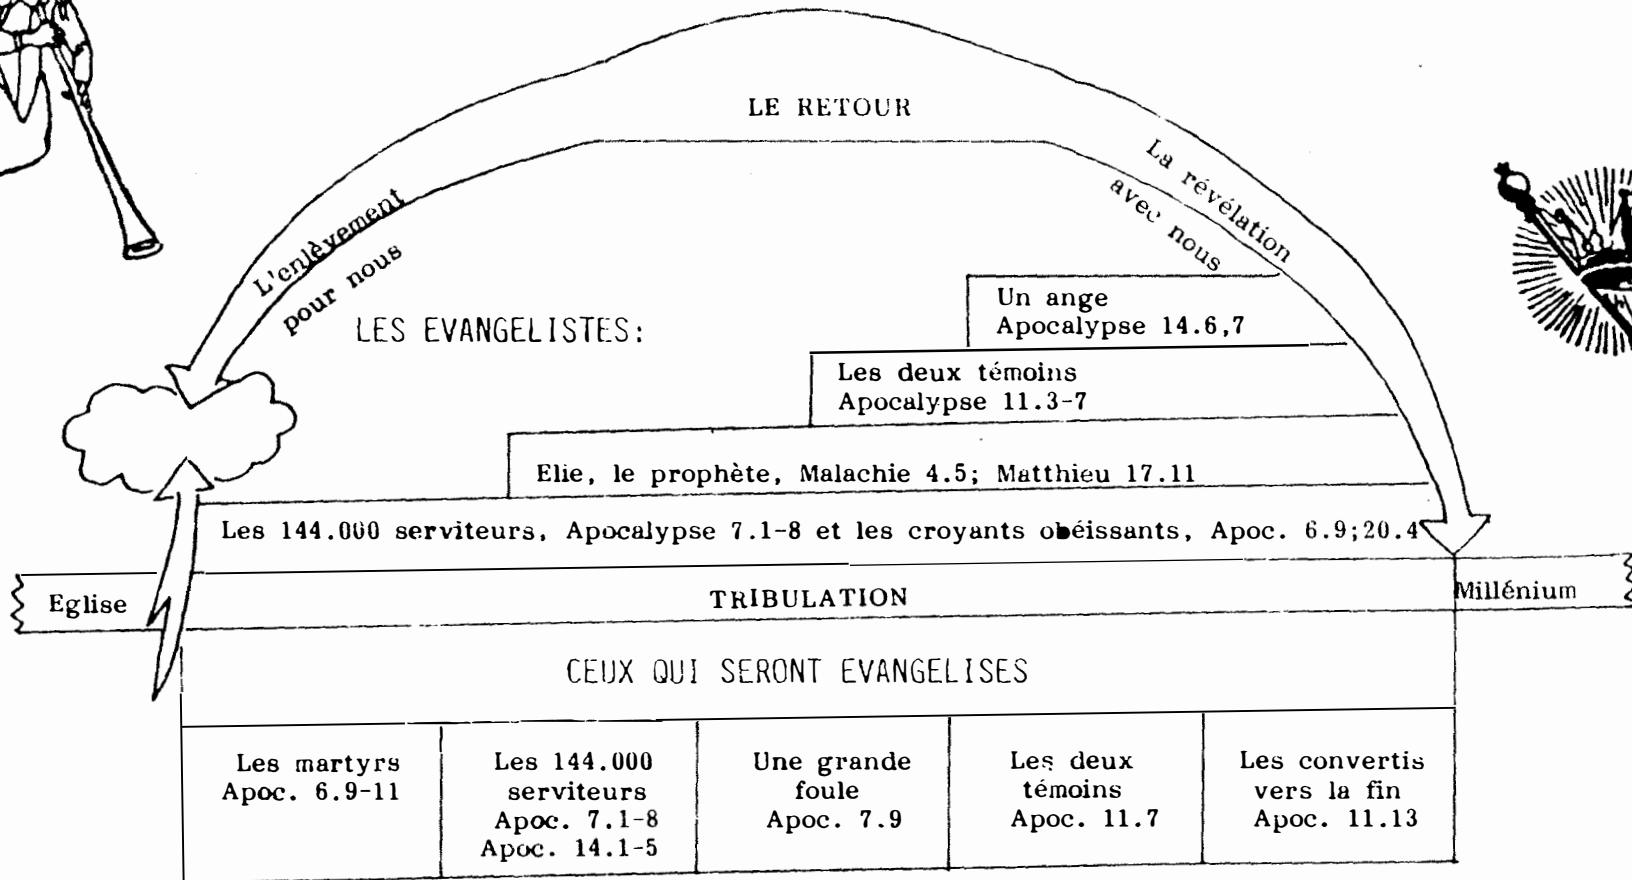 LE RETOUR
L'enlèvement
pour nous
La révélation
avec nous
LES EVANGELISTES:
Un ange
Apocalypse 14.6,7
Les deux témoins
Apocalypse 11.3-7
Elie, le prophète, Malachie 4.5; Matthieu 17.11
Les 144.000 serviteurs, Apocalypse 7.1-8 et les croyants obéissants, Apoc. 6.9;20.4
Eglise
TRIBULATION
Millénium
CEUX QUI SERONT EVANGELISES
Les martyrs
Apoc. 6.9-11
Les 144.000
serviteurs
Apoc. 7.1-8
Apoc. 14.1-5
Une grande
foule
Apoc. 7.9
Les deux
témoins
Apoc. 11.7
Les convertis
vers la fin
Apoc. 11.13